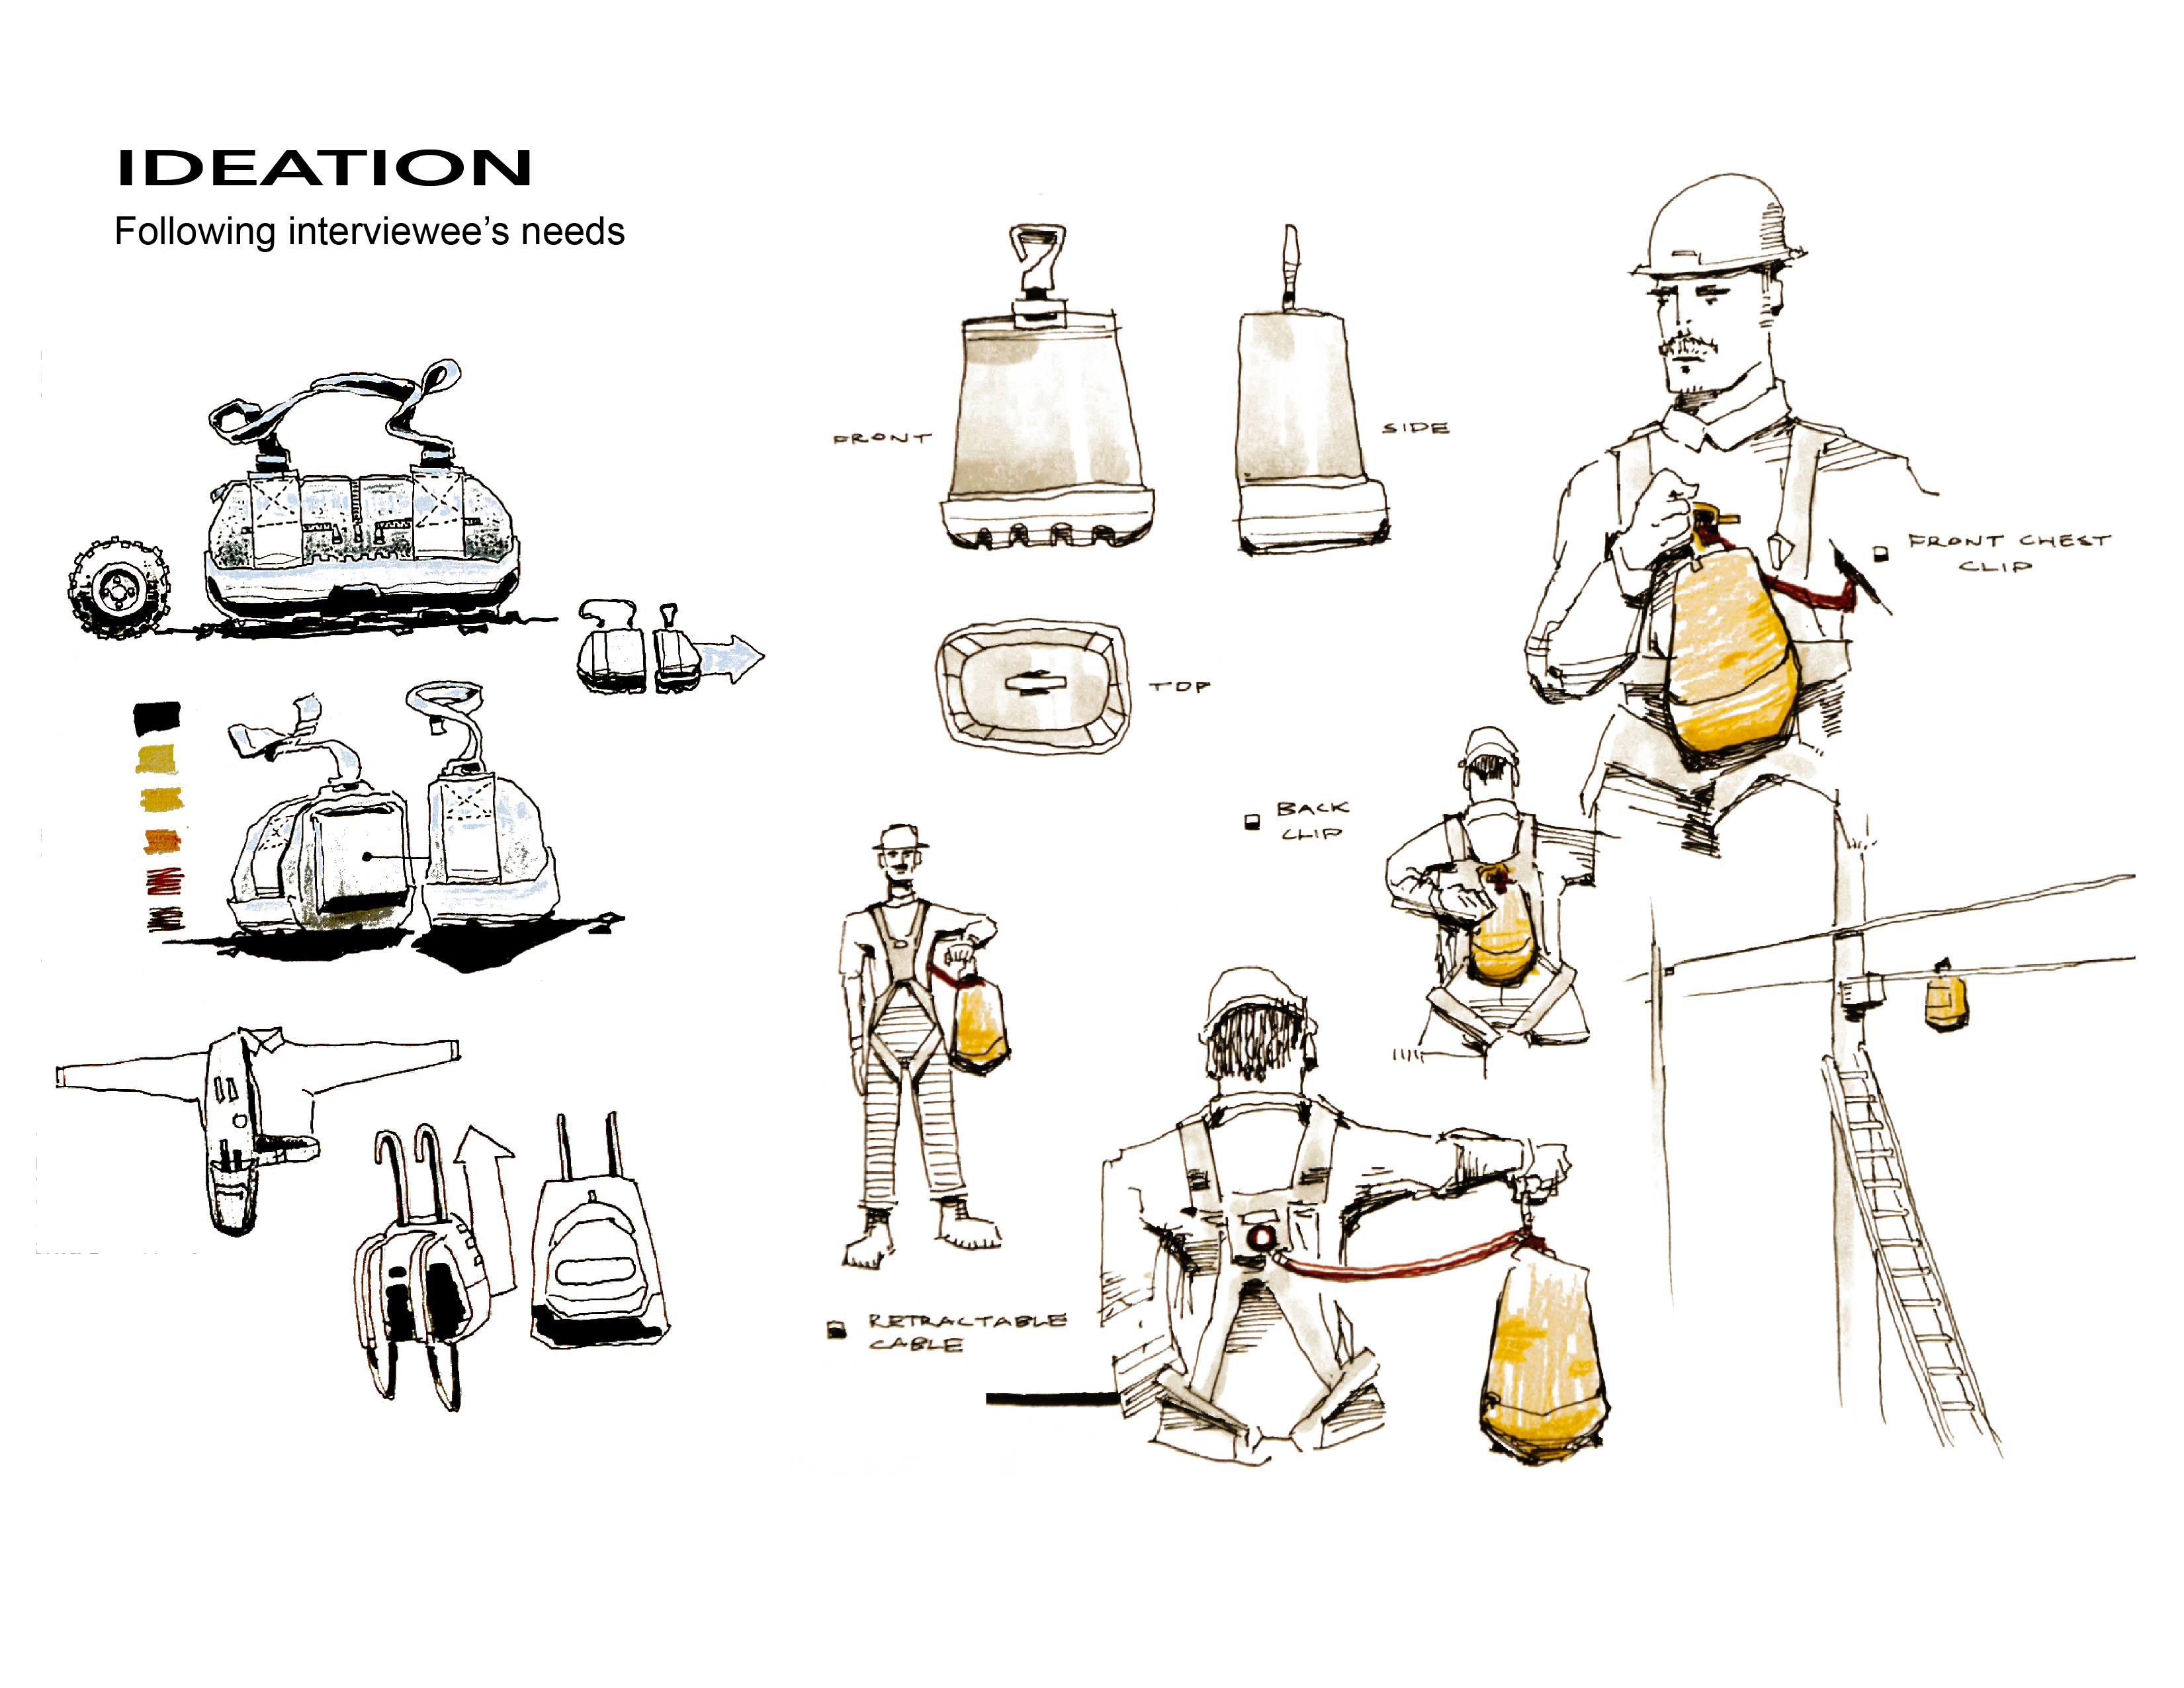 IDEATION
Following interviewee’s needs
FRONT
SIDE
TOP
FRONT CHEST
CLIP
BACK
CLIP
RETRACTABLE
CABLE